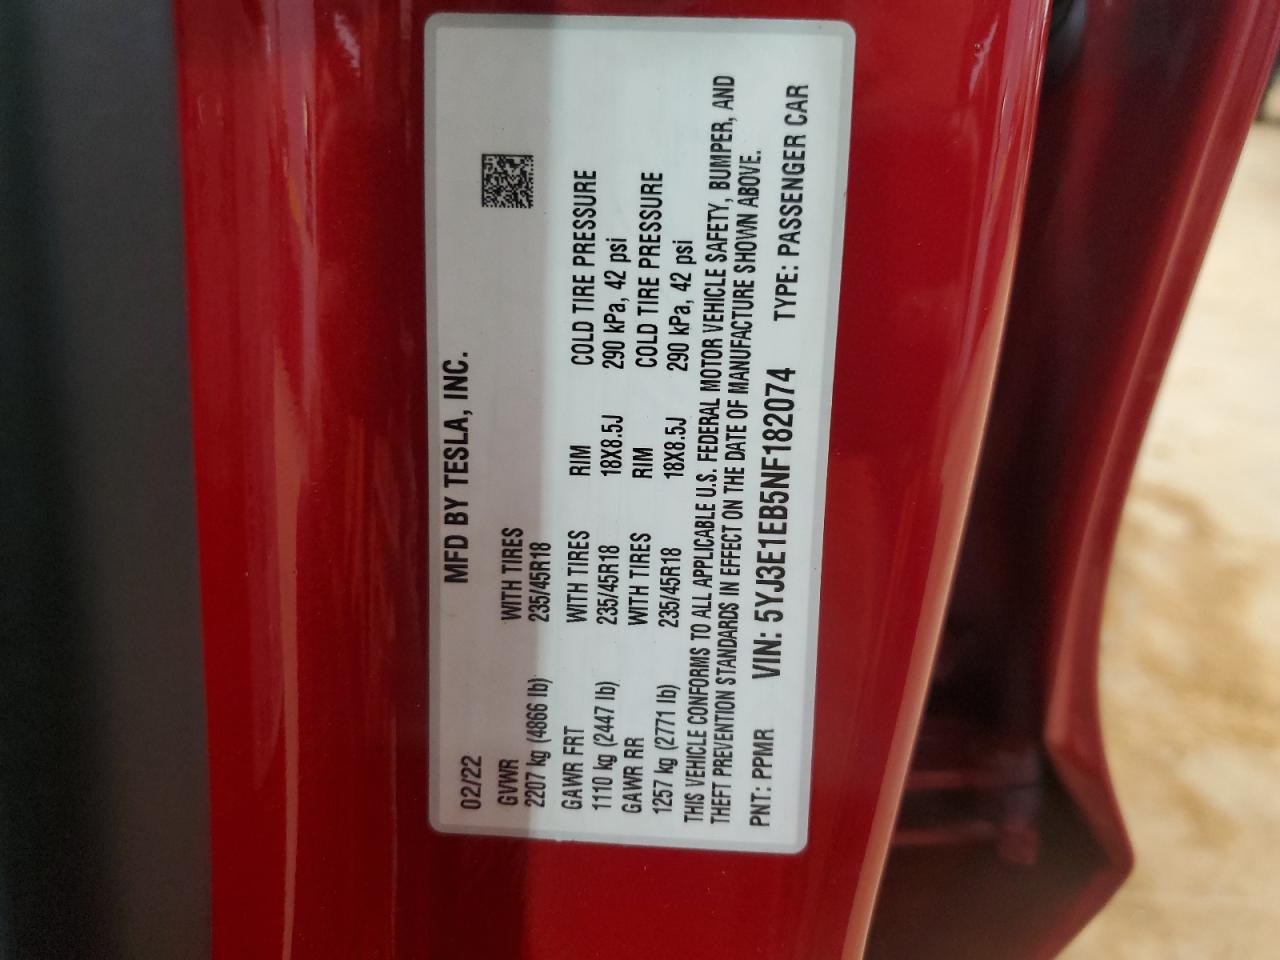 MFD BY TESLA, INC.
02/22
GVWR WITH TIRES
2207 kg (4866 lb) 235/45R18
GAWR FRT WITH TIRES RIM COLD TIRE PRESSURE
1110 kg (2447 lb) 235/45R18 18X8.5J 290 kPa, 42 psi
GAWR RR WITH TIRES RIM COLD TIRE PRESSURE
1257 kg (2771 lb) 235/45R18 18X8.5J 290 kPa, 42 psi
THIS VEHICLE CONFORMS TO ALL APPLICABLE U.S. FEDERAL MOTOR VEHICLE SAFETY, BUMPER, AND
THEFT PREVENTION STANDARDS IN EFFECT ON THE DATE OF MANUFACTURE SHOWN ABOVE.
PNT: PPMR VIN: 5YJ3E1EB5NF182074 TYPE: PASSENGER CAR